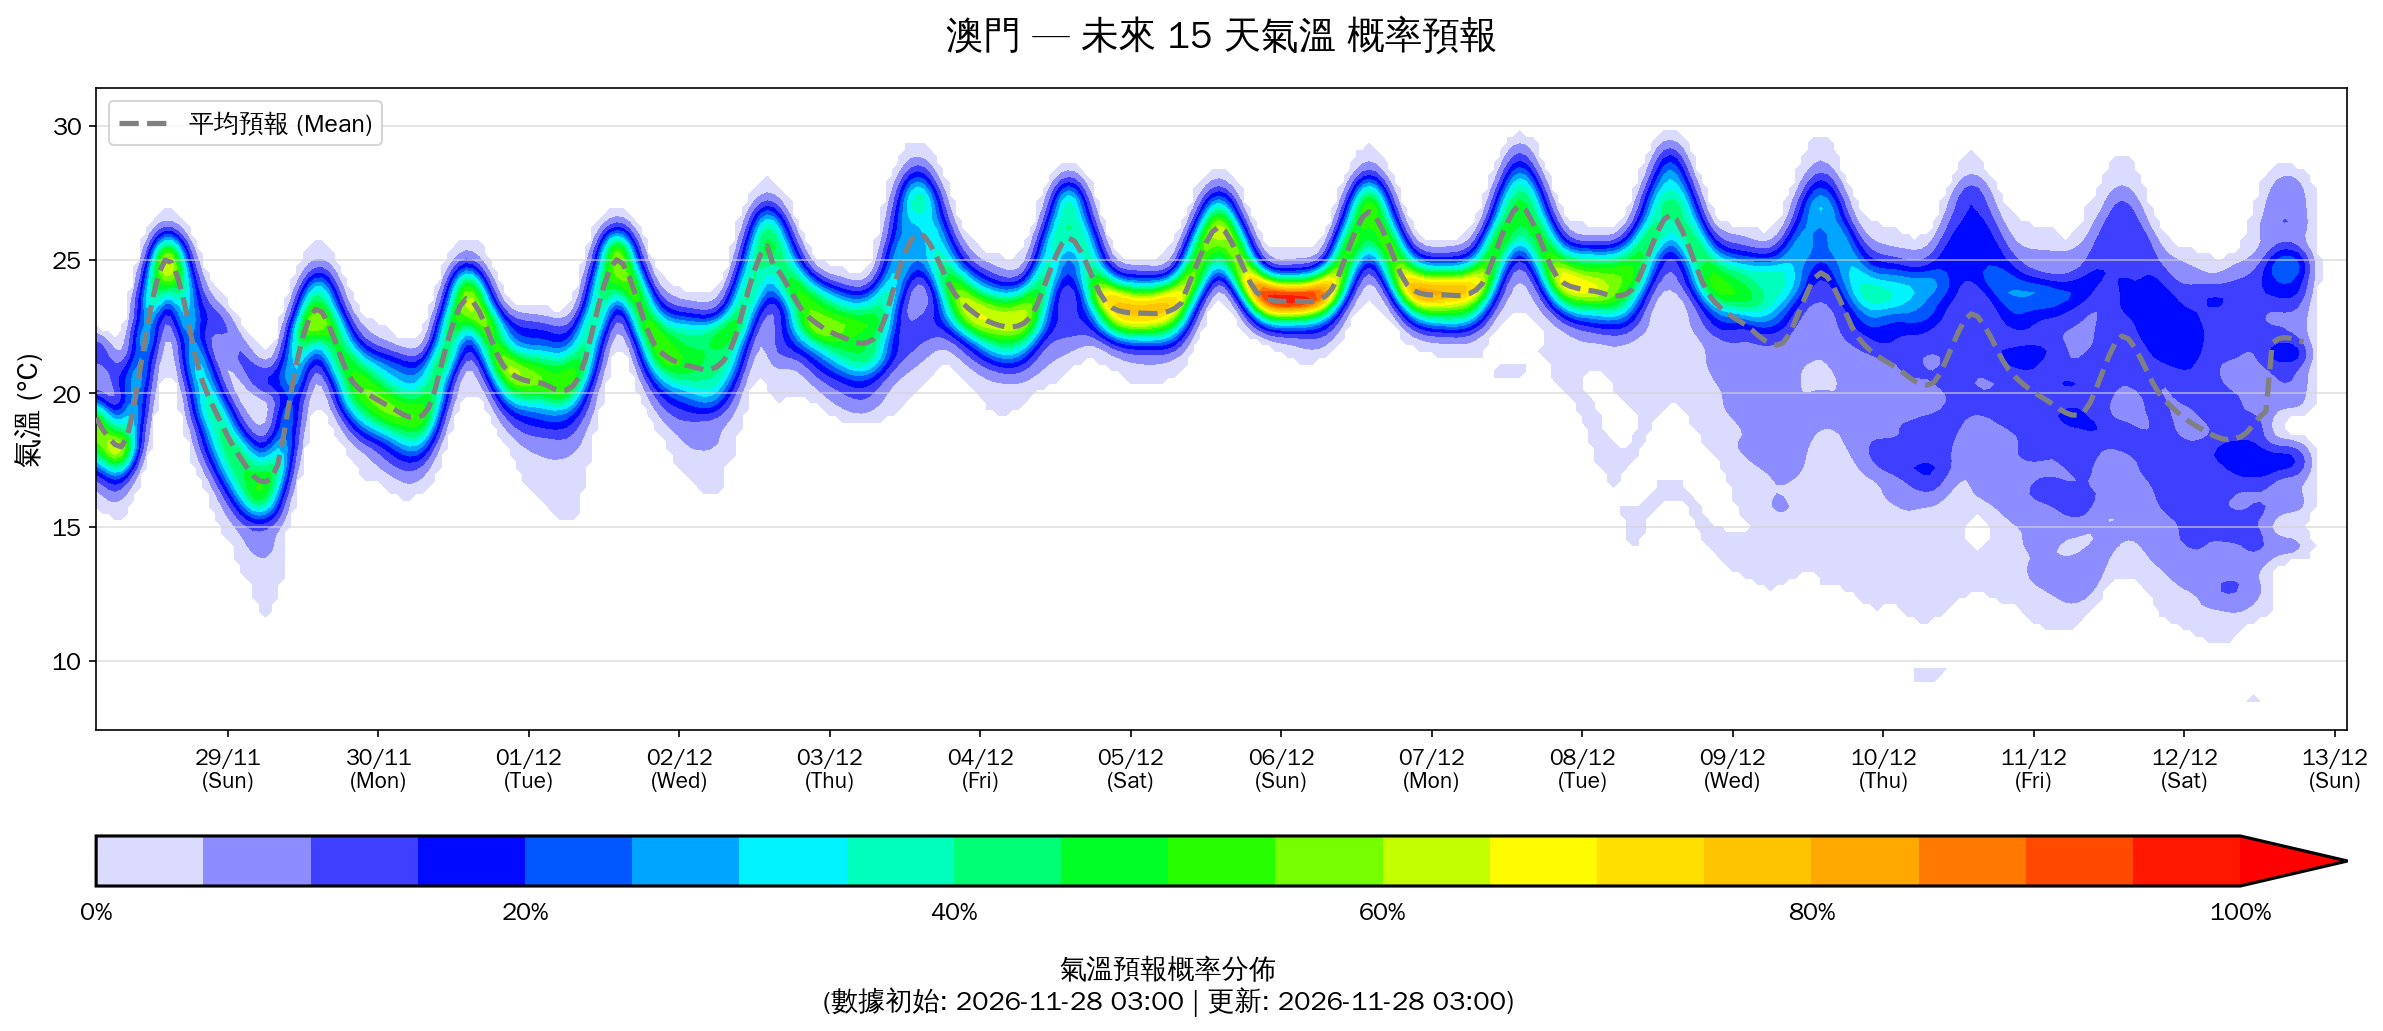 澳門 — 未來 15 天氣溫 概率預報
平均預報 (Mean)
氣溫 (°C)
30
25
20
15
10
29/11 (Sun)
30/11 (Mon)
01/12 (Tue)
02/12 (Wed)
03/12 (Thu)
04/12 (Fri)
05/12 (Sat)
06/12 (Sun)
07/12 (Mon)
08/12 (Tue)
09/12 (Wed)
10/12 (Thu)
11/12 (Fri)
12/12 (Sat)
13/12 (Sun)
0% 20% 40% 60% 80% 100%
氣溫預報概率分佈
(數據初始: 2026-11-28 03:00 | 更新: 2026-11-28 03:00)